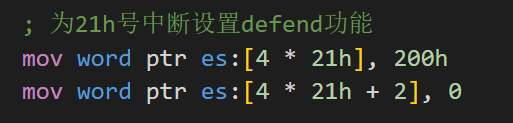 ; 为21h号中断设置defend功能
mov word ptr es:[4 * 21h], 200h
mov word ptr es:[4 * 21h + 2], 0